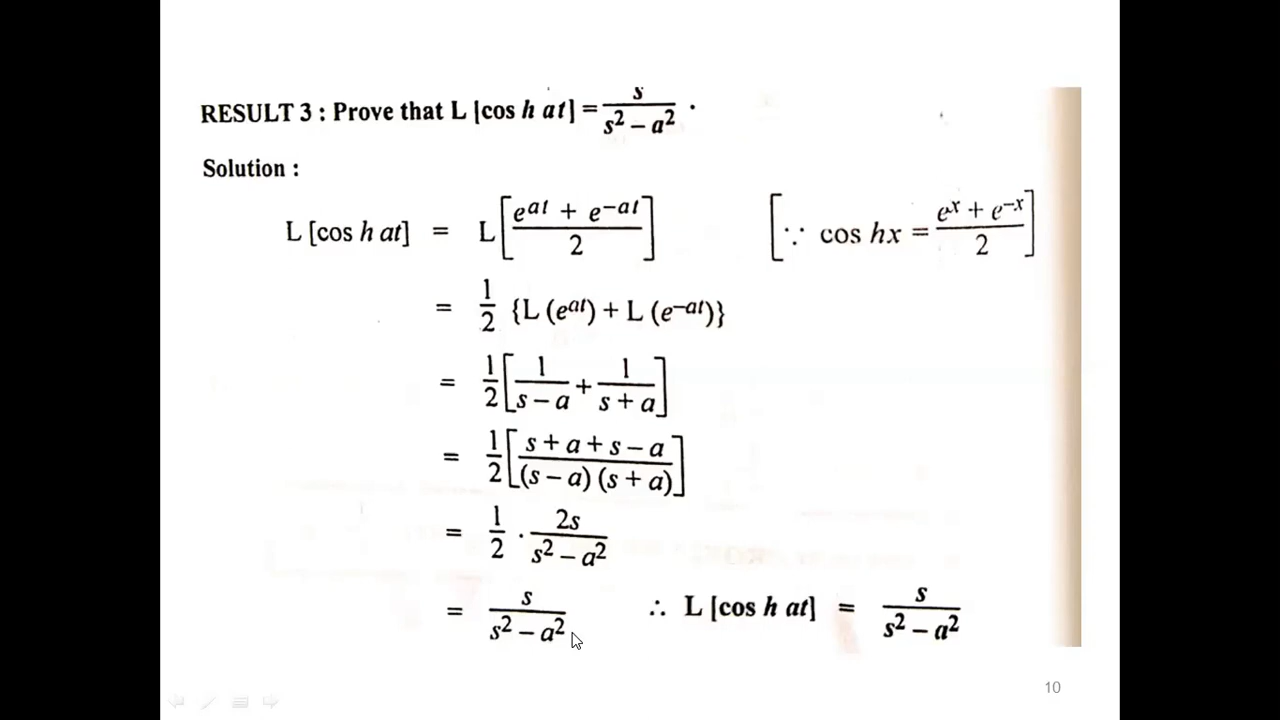 RESULT 3 : Prove that L [cos h at] = s / (s² − a²) .
Solution :
L [cos h at] = L [ (e^{at} + e^{−at}) / 2 ] [ ∵ cos hx = (e^x + e^{−x}) / 2 ]
= 1/2 {L (e^{at}) + L (e^{−at})}
= 1/2 [ 1 / (s − a) + 1 / (s + a) ]
= 1/2 [ (s + a + s − a) / ((s − a) (s + a)) ]
= 1/2 · 2s / (s² − a²)
= s / (s² − a²) ∴ L [cos h at] = s / (s² − a²)
10